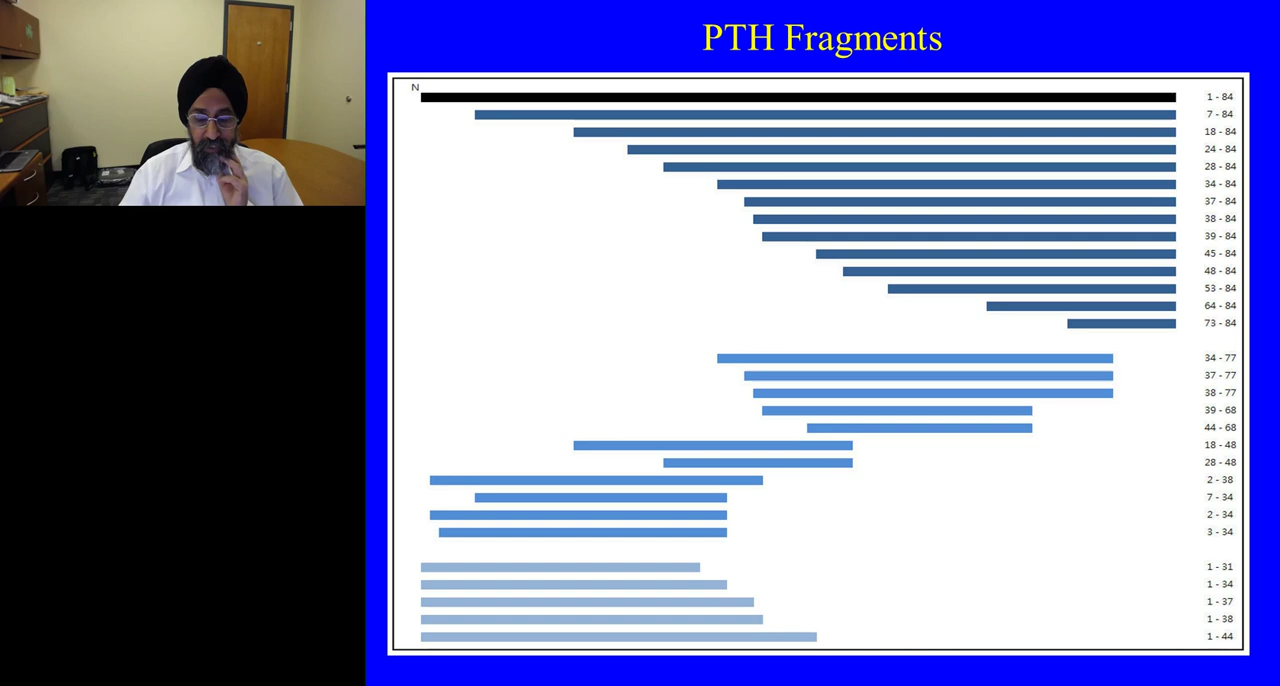 PTH Fragments
N
1 - 84
7 - 84
18 - 84
24 - 84
28 - 84
34 - 84
37 - 84
38 - 84
39 - 84
45 - 84
48 - 84
53 - 84
64 - 84
73 - 84
34 - 77
37 - 77
38 - 77
39 - 68
44 - 68
18 - 48
28 - 48
2 - 38
7 - 34
2 - 34
3 - 34
1 - 31
1 - 34
1 - 37
1 - 38
1 - 44